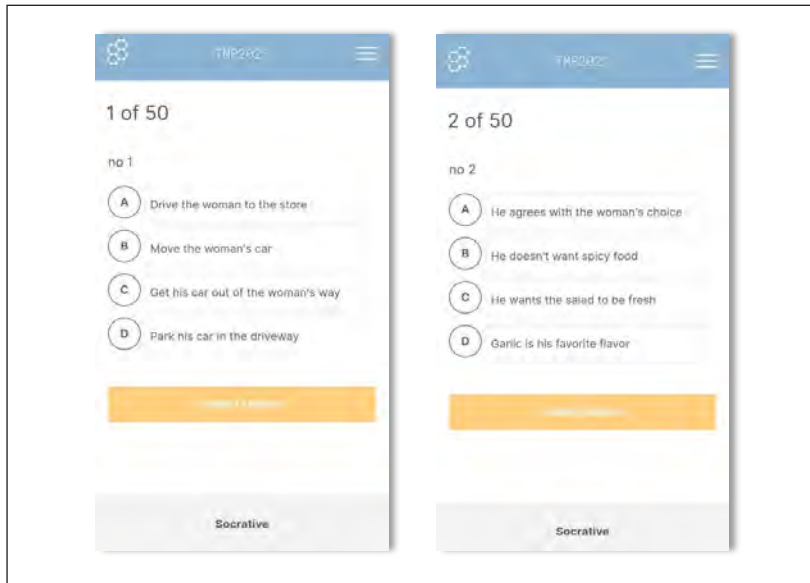 1 of 50
no 1
A Drive the woman to the store
B Move the woman's car
C Get his car out of the woman's way
D Park his car in the driveway
Socrative
2 of 50
no 2
A He agrees with the woman's choice
B He doesn't want spicy food
C He wants the salad to be fresh
D Garlic is his favorite flavor
Socrative